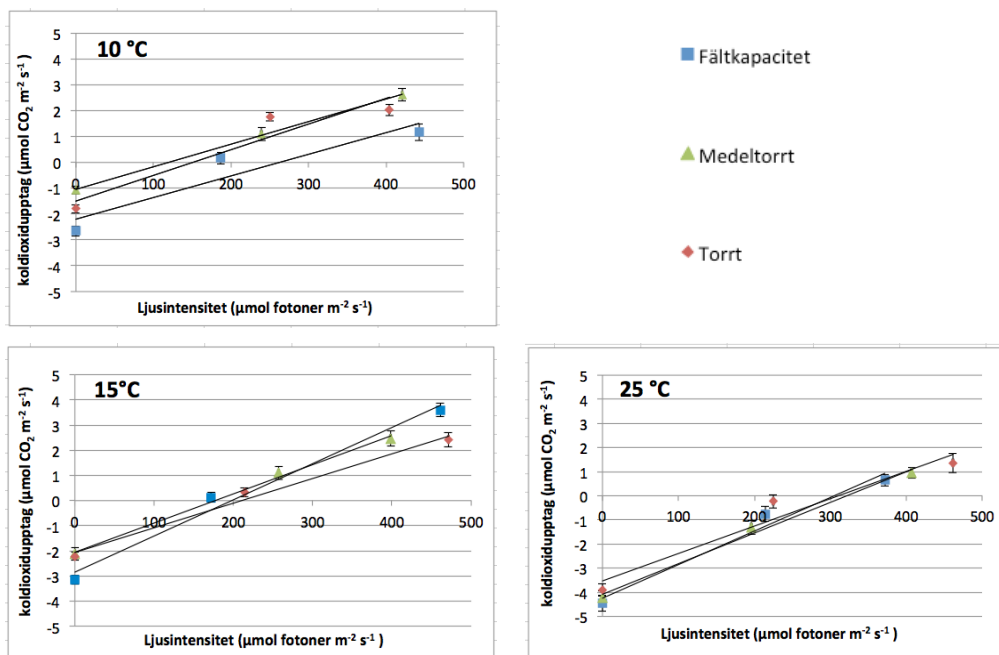 10 °C
koldioxidupptag (µmol CO₂ m⁻² s⁻¹)
5
4
3
2
1
0
-1
-2
-3
-4
-5
0 100 200 300 400 500
Ljusintensitet (µmol fotoner m⁻² s⁻¹)
Fältkapacitet
Medeltorrt
Torrt
15°C
koldioxidupptag (µmol CO₂ m⁻² s⁻¹)
5
4
3
2
1
0
-1
-2
-3
-4
-5
0 100 200 300 400 500
Ljusintensitet (µmol fotoner m⁻² s⁻¹)
25 °C
koldioxidupptag (µmol CO₂ m⁻² s⁻¹)
5
4
3
2
1
0
-1
-2
-3
-4
-5
0 100 200 300 400 500
Ljusintensitet (µmol fotoner m⁻² s⁻¹)